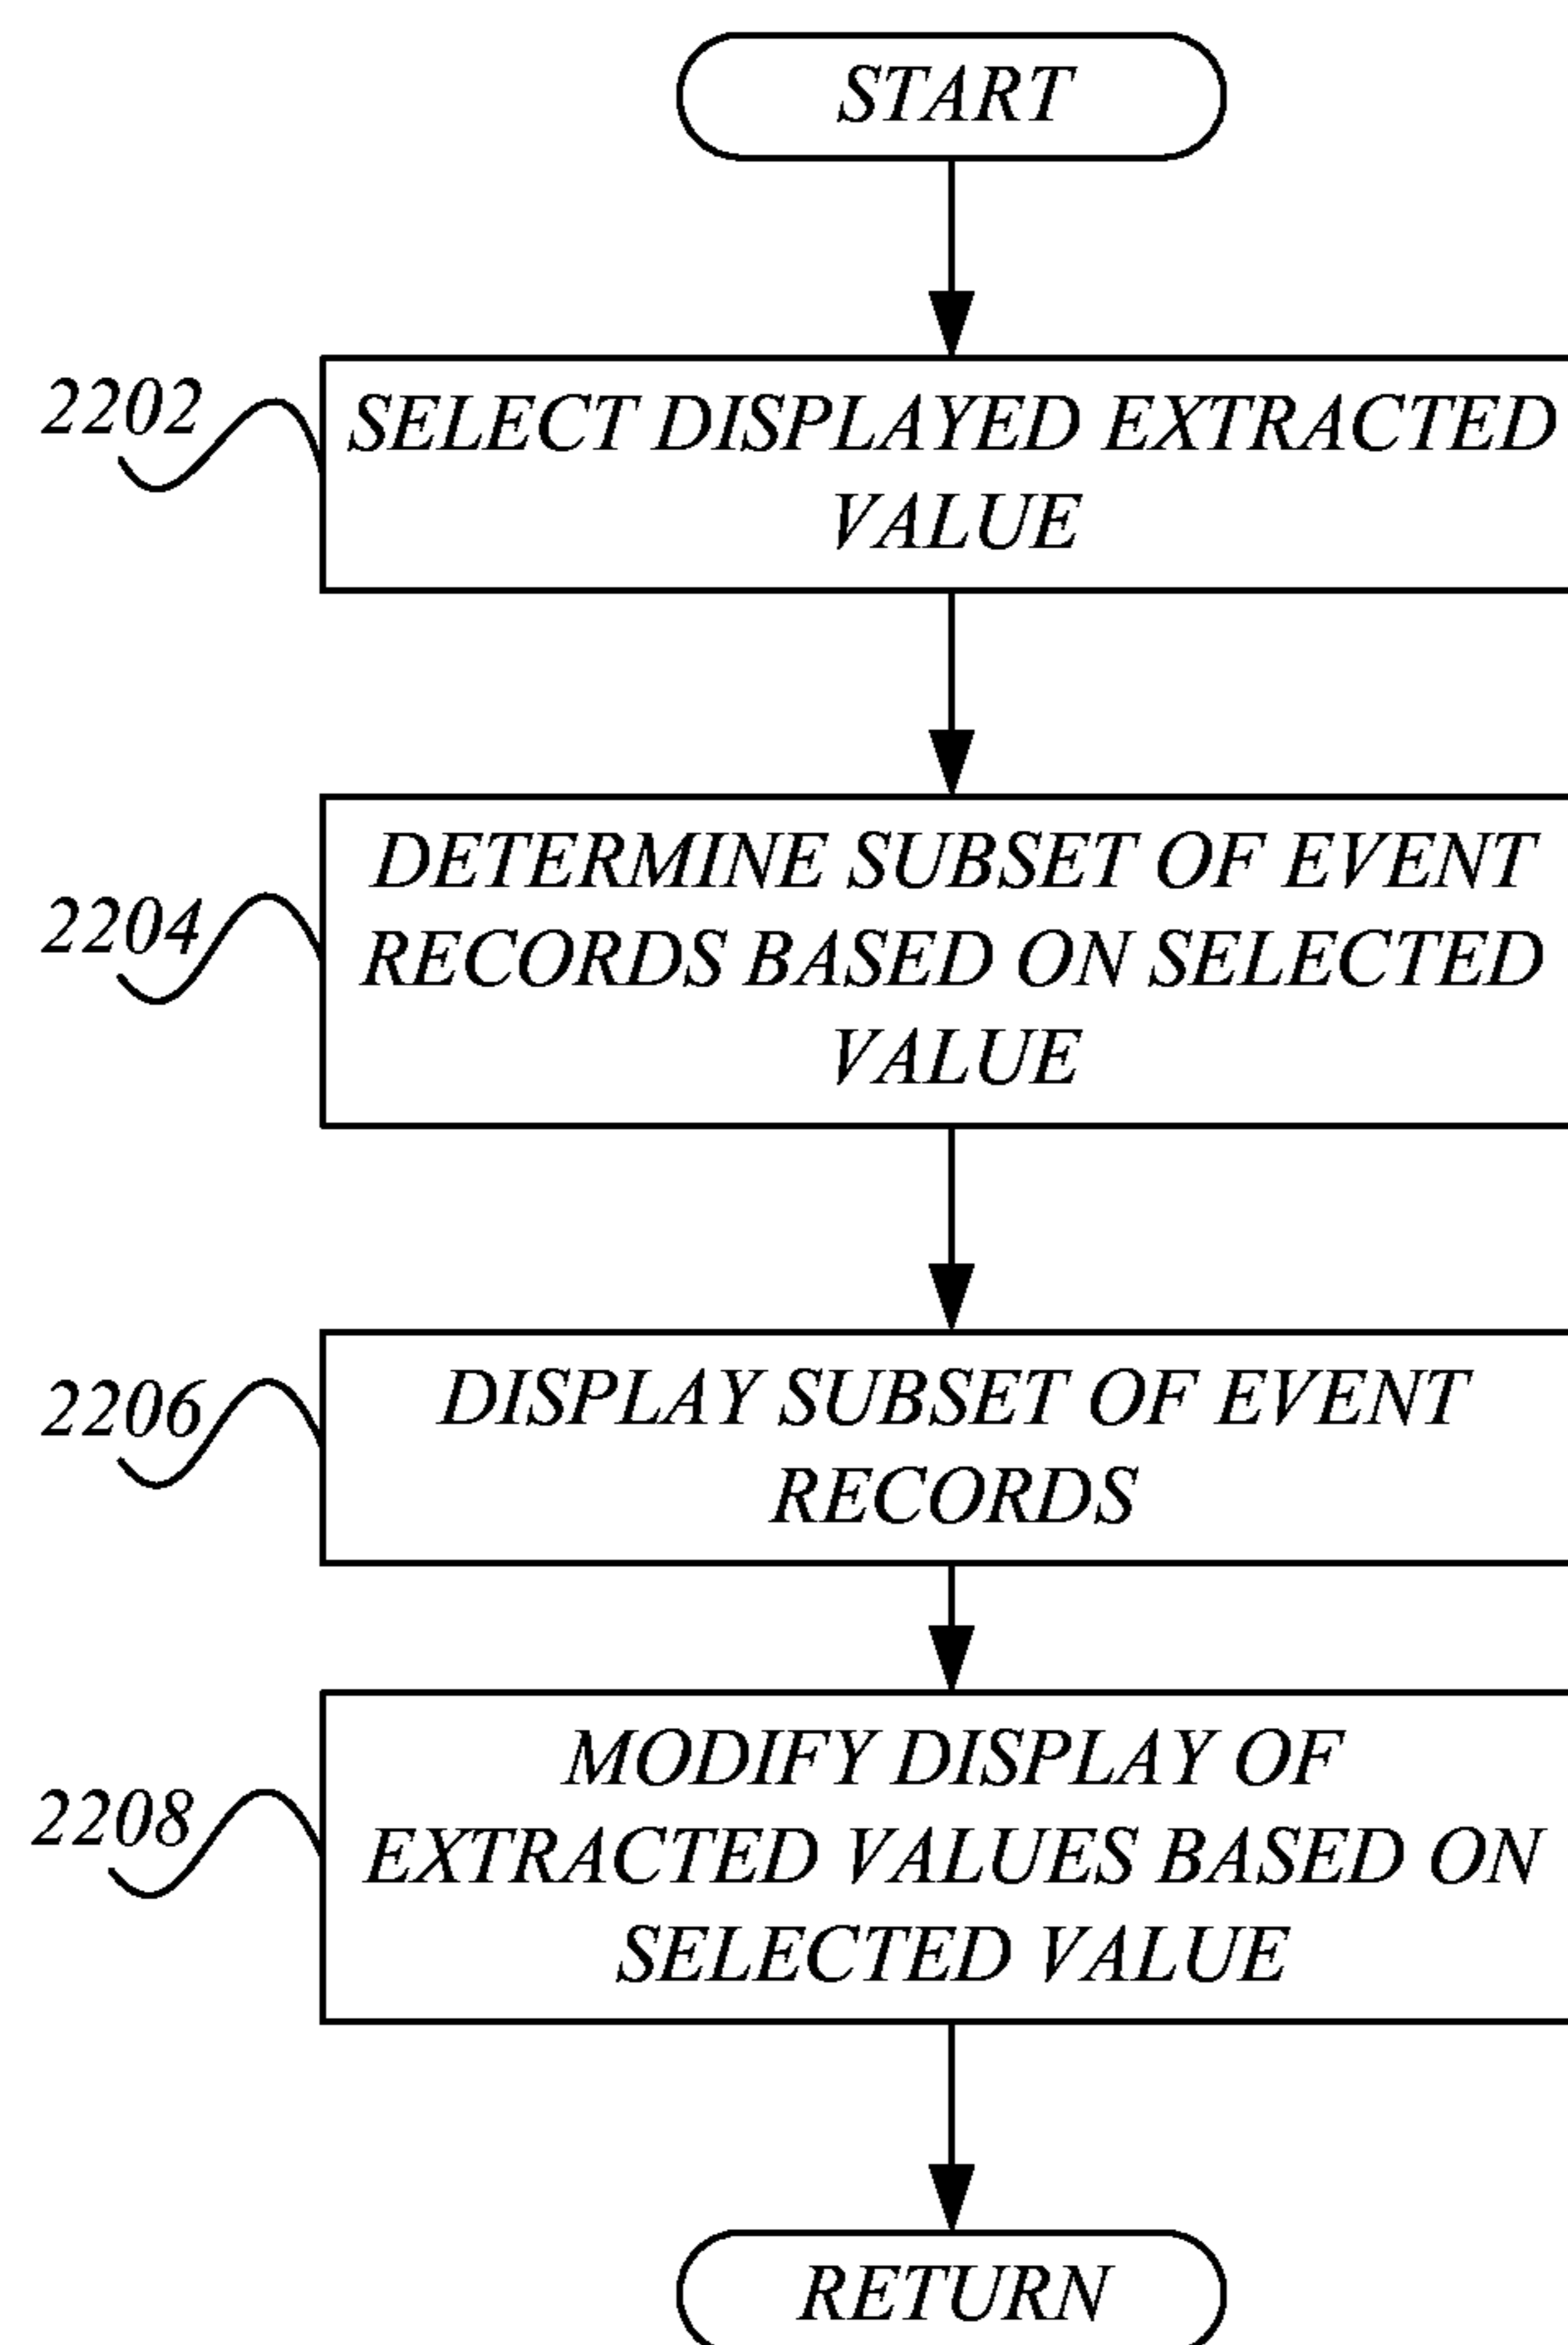 START
2202
SELECT DISPLAYED EXTRACTED
VALUE
2204
DETERMINE SUBSET OF EVENT
RECORDS BASED ON SELECTED
VALUE
2206
DISPLAY SUBSET OF EVENT
RECORDS
2208
MODIFY DISPLAY OF
EXTRACTED VALUES BASED ON
SELECTED VALUE
RETURN